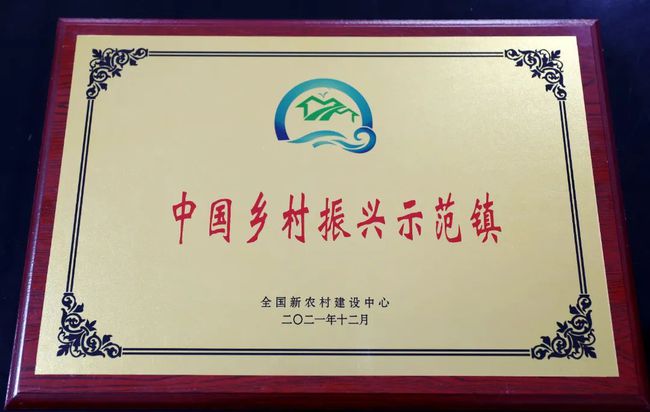 中国乡村振兴示范镇
全国新农村建设中心
二〇二一年十二月